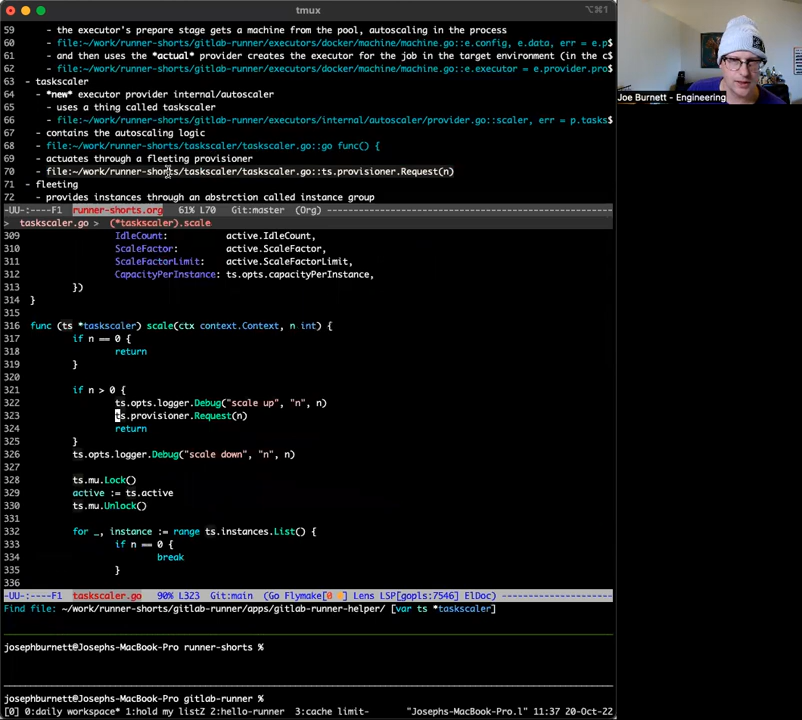 tmux
⌥⌘1
59     - the executor's prepare stage gets a machine from the pool, autoscaling in the process
60     - file:~/work/runner-shorts/gitlab-runner/executors/docker/machine/machine.go::e.config, e.data, err = e.p$
61     - and then uses the *actual* provider creates the executor for the job in the target environment (in the c$
62     - file:~/work/runner-shorts/gitlab-runner/executors/docker/machine/machine.go::e.executor = e.provider.pro$
63 - taskscaler
64   - *new* executor provider internal/autoscaler
65     - uses a thing called taskscaler
66     - file:~/work/runner-shorts/gitlab-runner/executors/internal/autoscaler/provider.go::scaler, err = p.tasks$
67   - contains the autoscaling logic
68   - file:~/work/runner-shorts/taskscaler/taskscaler.go::go func() {
69   - actuates through a fleeting provisioner
70   - file:~/work/runner-shorts/taskscaler/taskscaler.go::ts.provisioner.Request(n)
71 - fleeting
72   - provides instances through an abstrction called instance group
-UU-:----F1  runner-shorts.org   61% L70   Git:master  (Org)
> taskscaler.go > (*taskscaler).scale
309 IdleCount: active.IdleCount,
310 ScaleFactor: active.ScaleFactor,
311 ScaleFactorLimit: active.ScaleFactorLimit,
312 CapacityPerInstance: ts.opts.capacityPerInstance,
313 })
314 }
315
316 func (ts *taskscaler) scale(ctx context.Context, n int) {
317 if n == 0 {
318 return
319 }
320
321 if n > 0 {
322 ts.opts.logger.Debug("scale up", "n", n)
323 ts.provisioner.Request(n)
324 return
325 }
326 ts.opts.logger.Debug("scale down", "n", n)
327
328 ts.mu.Lock()
329 active := ts.active
330 ts.mu.Unlock()
331
332 for _, instance := range ts.instances.List() {
333 if n == 0 {
334 break
335 }
336
-UU-:----F1  taskscaler.go   90% L323  Git:main  (Go Flymake[0 ] Lens LSP[gopls:7546] ElDoc)
Find file: ~/work/runner-shorts/gitlab-runner/apps/gitlab-runner-helper/ [var ts *taskscaler]
josephburnett@Josephs-MacBook-Pro runner-shorts %
josephburnett@Josephs-MacBook-Pro gitlab-runner %
[0] 0:daily workspace* 1:hold my listZ 2:hello-runner  3:cache limit-  "Josephs-MacBook-Pro.l" 11:37 20-Oct-22
Joe Burnett - Engineering